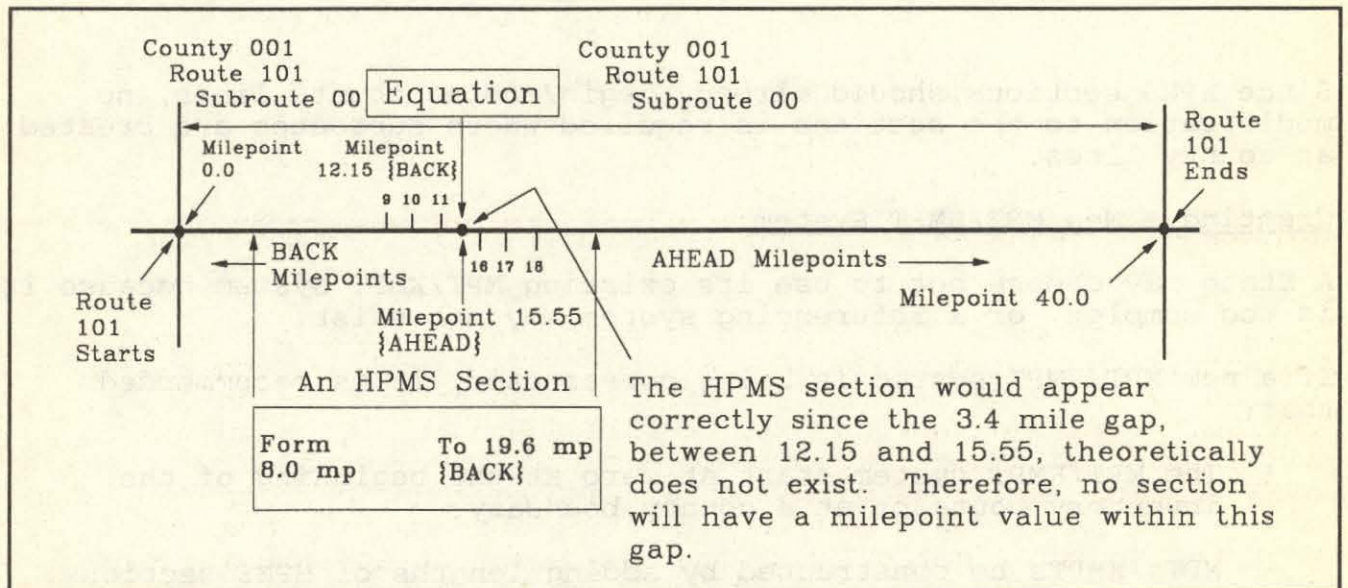 County 001
Route 101
Subroute 00
Equation
County 001
Route 101
Subroute 00
Milepoint
0.0
Milepoint
12.15 {BACK}
Route
101
Ends
9 10 11
BACK
Milepoints
16 17 18
AHEAD Milepoints
Route
101
Starts
Milepoint 15.55
{AHEAD}
Milepoint 40.0
An HPMS Section
Form
8.0 mp
To 19.6 mp
{BACK}
The HPMS section would appear
correctly since the 3.4 mile gap,
between 12.15 and 15.55, theoretically
does not exist. Therefore, no section
will have a milepoint value within this
gap.